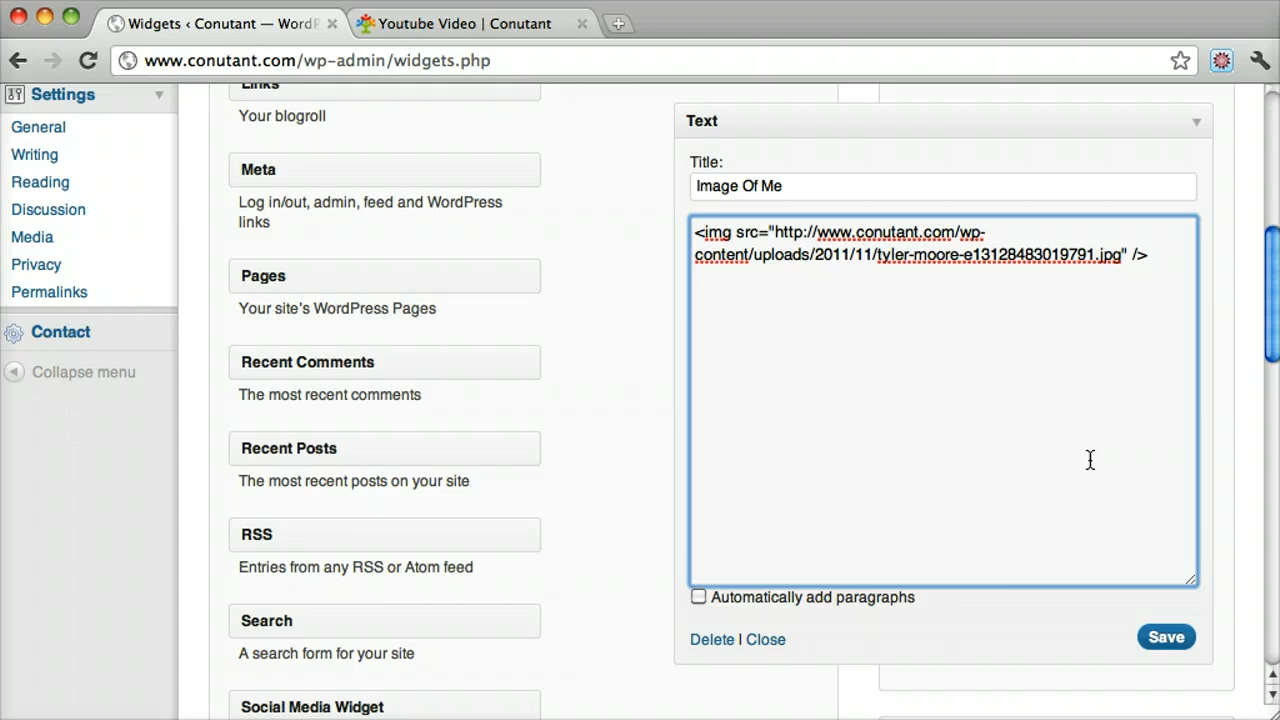 Widgets ‹ Conutant — WordP
Youtube Video | Conutant
www.conutant.com/wp-admin/widgets.php
Settings
General
Writing
Reading
Discussion
Media
Privacy
Permalinks
Contact
Collapse menu
Links
Your blogroll
Meta
Log in/out, admin, feed and WordPress
links
Pages
Your site's WordPress Pages
Recent Comments
The most recent comments
Recent Posts
The most recent posts on your site
RSS
Entries from any RSS or Atom feed
Search
A search form for your site
Social Media Widget
Text
Title:
Image Of Me
<img src="http://www.conutant.com/wp-
content/uploads/2011/11/tyler-moore-e13128483019791.jpg" />
Automatically add paragraphs
Delete | Close
Save